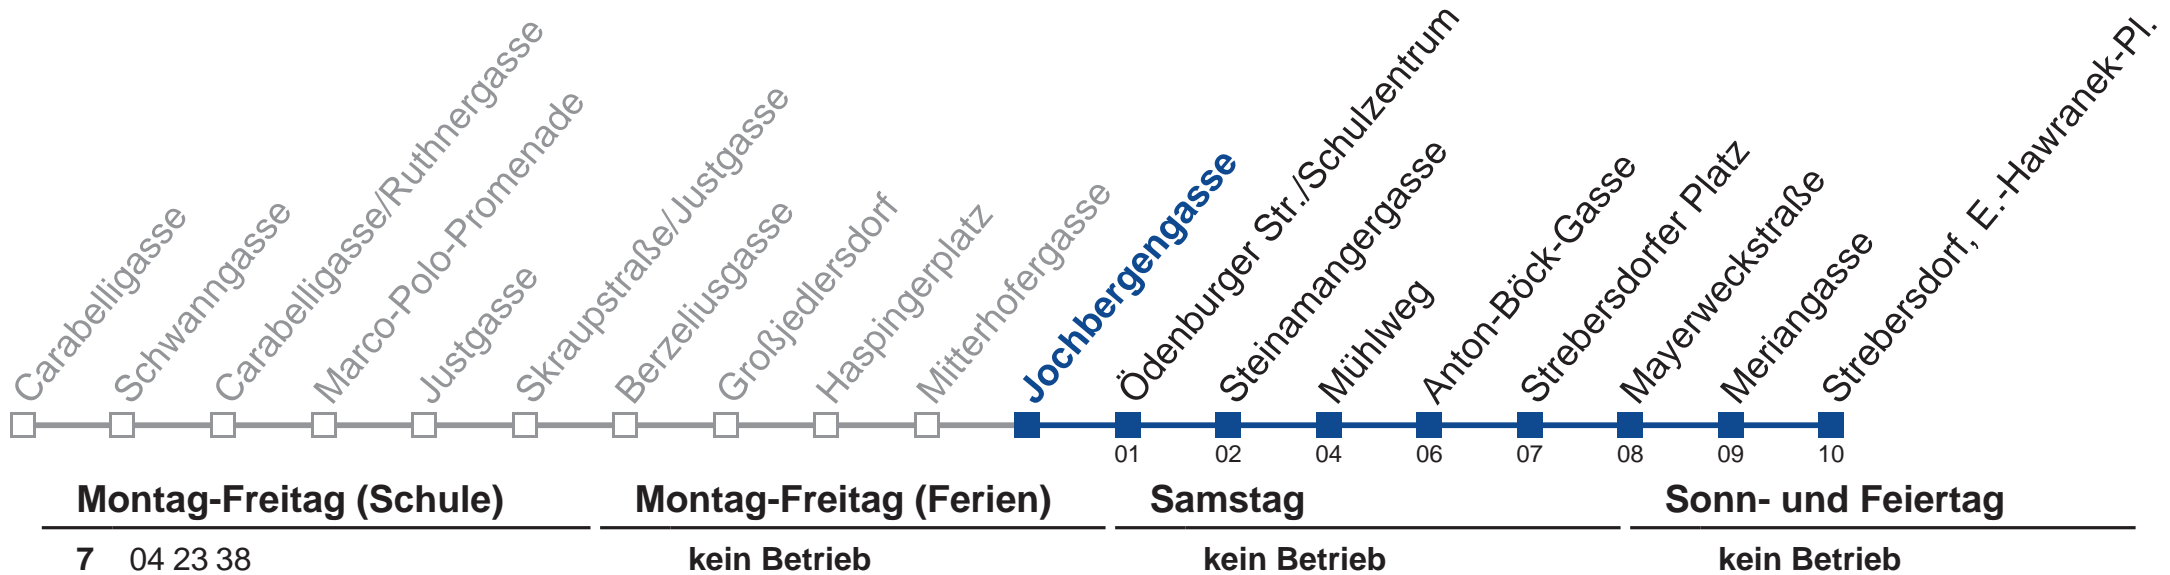 Carabelligasse
Schwanngasse
Carabelligasse/Ruthnergasse
Marco-Polo-Promenade
Justgasse
Skraupstraße/Justgasse
Berzeliusgasse
Großjedlersdorf
Haspingerplatz
Mitterhofergasse
Jochbergengasse
Ödenburger Str./Schulzentrum
Steinamangergasse
Mühlweg
Anton-Böck-Gasse
Strebersdorfer Platz
Mayerweckstraße
Meriangasse
Strebersdorf, E.-Hawranek-Pl.
01 02 04 06 07 08 09 10
Montag-Freitag (Schule) Montag-Freitag (Ferien) Samstag Sonn- und Feiertag
7 04 23 38 kein Betrieb kein Betrieb kein Betrieb